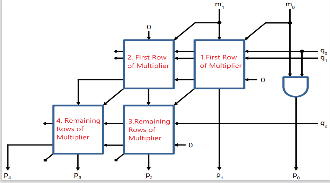 m₁ m₀
0
2. First Row of Multiplier
1.First Row of Multiplier
q₀
q₁
0
4. Remaining Rows of Multiplier
3.Remaining Rows of Multiplier
q₂
0
P₄ P₃ P₂ P₁ P₀